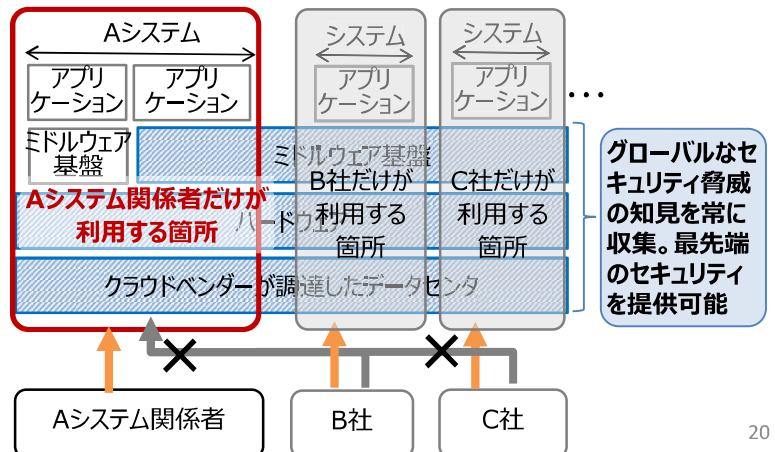 Aシステム
システム
システム
アプリ
ケーション
アプリ
ケーション
アプリ
ケーション
アプリ
ケーション
…
ミドルウェア
基盤
ミドルウェア基盤
Aシステム関係者だけが
利用する箇所
B社だけが
利用する
箇所
C社だけが
利用する
箇所
ハードウェア
クラウドベンダーが調達したデータセンタ
グローバルなセ
キュリティ脅威
の知見を常に
収集。最先端
のセキュリティ
を提供可能
Aシステム関係者
B社
C社
20